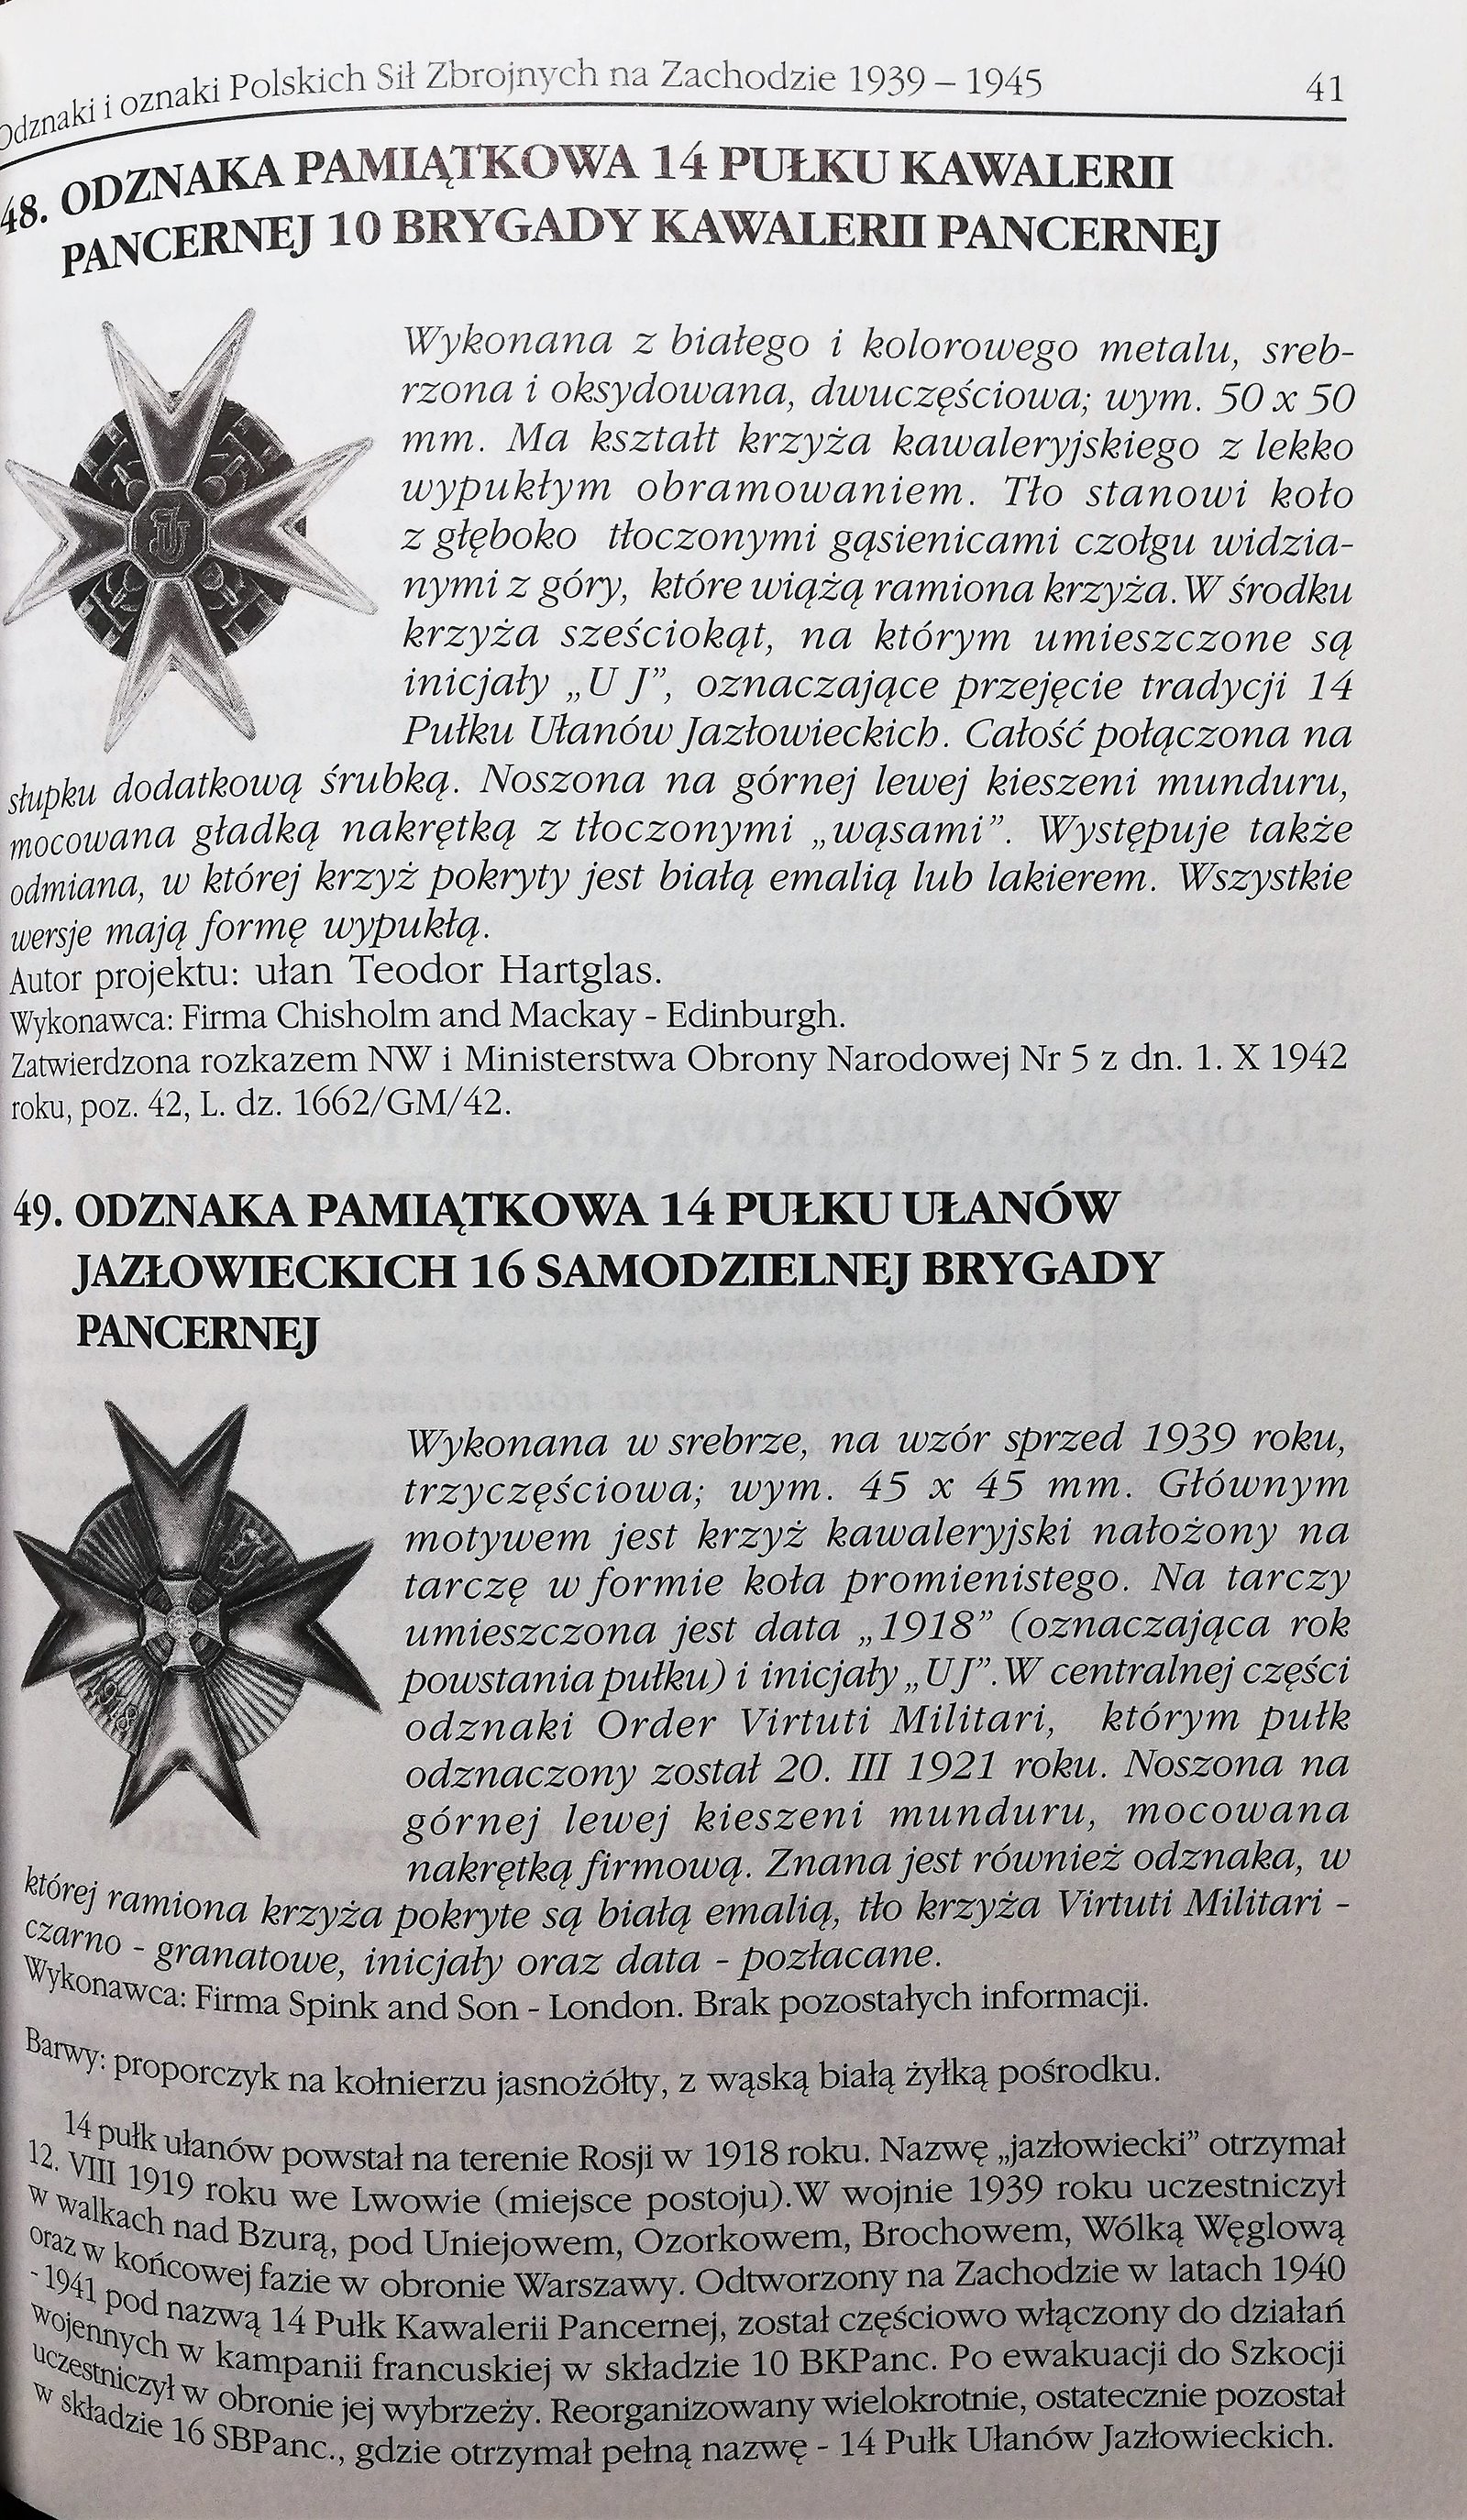 Odznaki i oznaki Polskich Sił Zbrojnych na Zachodzie 1939 – 1945 41
48. ODZNAKA PAMIĄTKOWA 14 PUŁKU KAWALERII
PANCERNEJ 10 BRYGADY KAWALERII PANCERNEJ
Wykonana z białego i kolorowego metalu, sreb-
rzona i oksydowana, dwuczęściowa; wym. 50 x 50
mm. Ma kształt krzyża kawaleryjskiego z lekko
wypukłym obramowaniem. Tło stanowi koło
z głęboko tłoczonymi gąsienicami czołgu widzia-
nymi z góry, które wiążą ramiona krzyża. W środku
krzyża sześciokąt, na którym umieszczone są
inicjały „U J”, oznaczające przejęcie tradycji 14
Pułku Ułanów Jazłowieckich. Całość połączona na
słupku dodatkową śrubką. Noszona na górnej lewej kieszeni munduru,
mocowana gładką nakrętką z tłoczonymi „wąsami”. Występuje także
odmiana, w której krzyż pokryty jest białą emalią lub lakierem. Wszystkie
wersje mają formę wypukłą.
Autor projektu: ułan Teodor Hartglas.
Wykonawca: Firma Chisholm and Mackay - Edinburgh.
Zatwierdzona rozkazem NW i Ministerstwa Obrony Narodowej Nr 5 z dn. 1. X 1942
roku, poz. 42, L. dz. 1662/GM/42.
49. ODZNAKA PAMIĄTKOWA 14 PUŁKU UŁANÓW
JAZŁOWIECKICH 16 SAMODZIELNEJ BRYGADY
PANCERNEJ
Wykonana w srebrze, na wzór sprzed 1939 roku,
trzyczęściowa; wym. 45 x 45 mm. Głównym
motywem jest krzyż kawaleryjski nałożony na
tarczę w formie koła promienistego. Na tarczy
umieszczona jest data „1918” (oznaczająca rok
powstania pułku) i inicjały „UJ”. W centralnej części
odznaki Order Virtuti Militari, którym pułk
odznaczony został 20. III 1921 roku. Noszona na
górnej lewej kieszeni munduru, mocowana
nakrętką firmową. Znana jest również odznaka, w
której ramiona krzyża pokryte są białą emalią, tło krzyża Virtuti Militari -
czarno - granatowe, inicjały oraz data - pozłacane.
Wykonawca: Firma Spink and Son - London. Brak pozostałych informacji.
Barwy: proporczyk na kołnierzu jasnożółty, z wąską białą żyłką pośrodku.
14 pułk ułanów powstał na terenie Rosji w 1918 roku. Nazwę „jazłowiecki” otrzymał
12. VIII 1919 roku we Lwowie (miejsce postoju). W wojnie 1939 roku uczestniczył
w walkach nad Bzurą, pod Uniejowem, Ozorkowem, Brochowem, Wólką Węglową
oraz w końcowej fazie w obronie Warszawy. Odtworzony na Zachodzie w latach 1940
- 1941 pod nazwą 14 Pułk Kawalerii Pancernej, został częściowo włączony do działań
wojennych w kampanii francuskiej w składzie 10 BKPanc. Po ewakuacji do Szkocji
uczestniczył w obronie jej wybrzeży. Reorganizowany wielokrotnie, ostatecznie pozostał
w składzie 16 SBPanc., gdzie otrzymał pełną nazwę - 14 Pułk Ułanów Jazłowieckich.